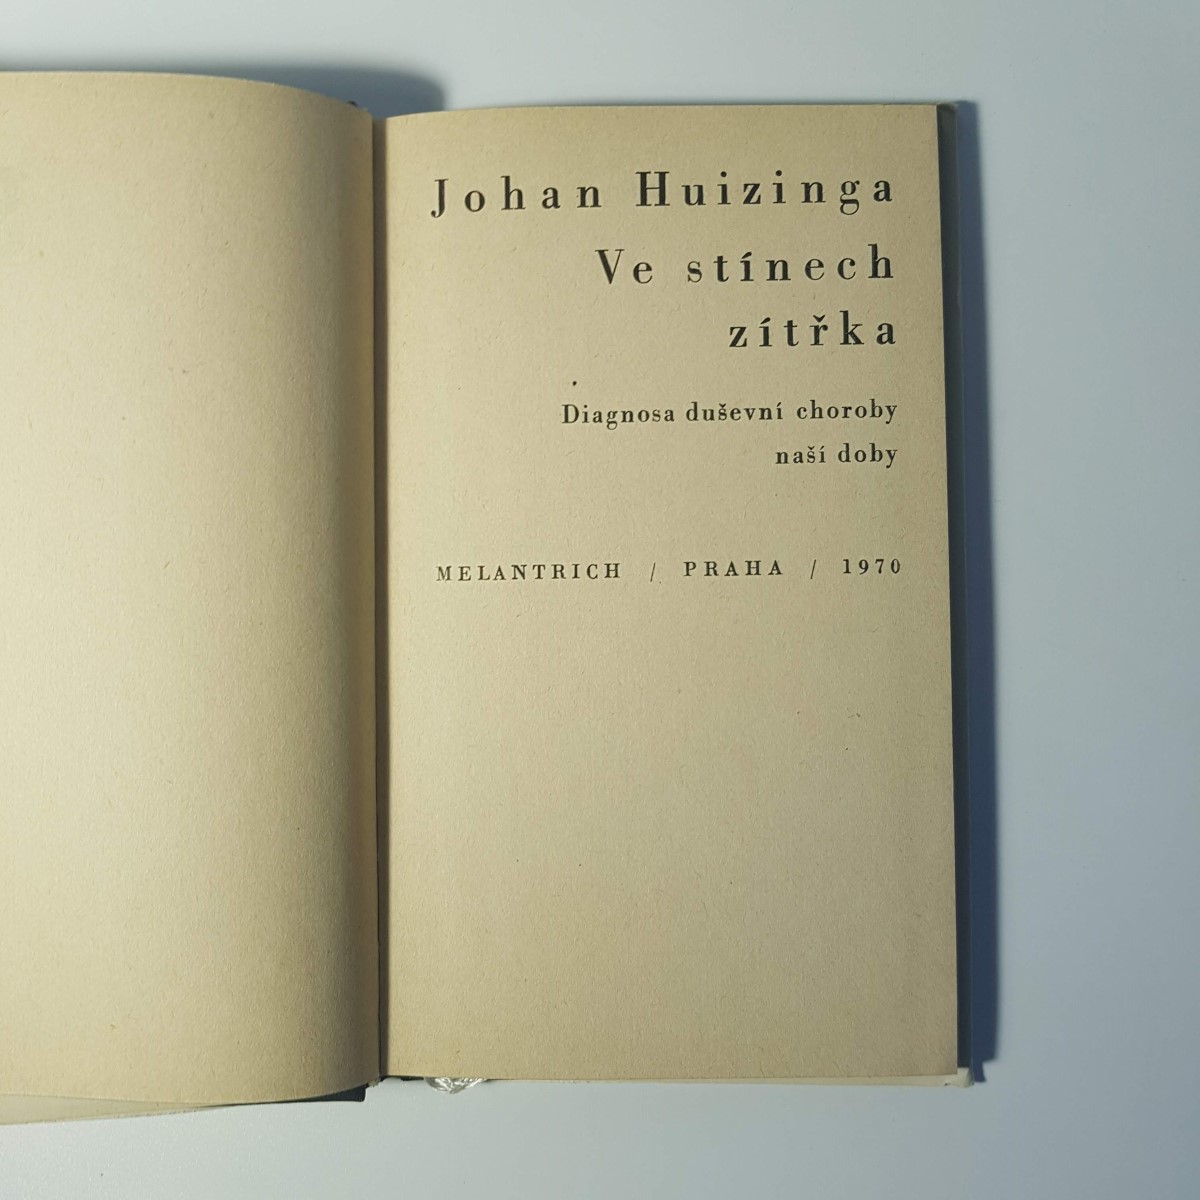 Johan Huizinga
Ve stínech
zítřka
Diagnosa duševní choroby
naší doby
MELANTRICH / PRAHA / 1970